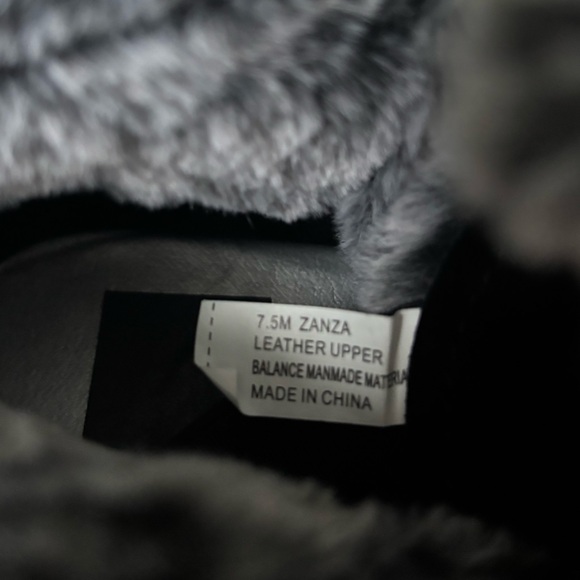 7.5M ZANZA
LEATHER UPPER
BALANCE MANMADE MATERIA
MADE IN CHINA